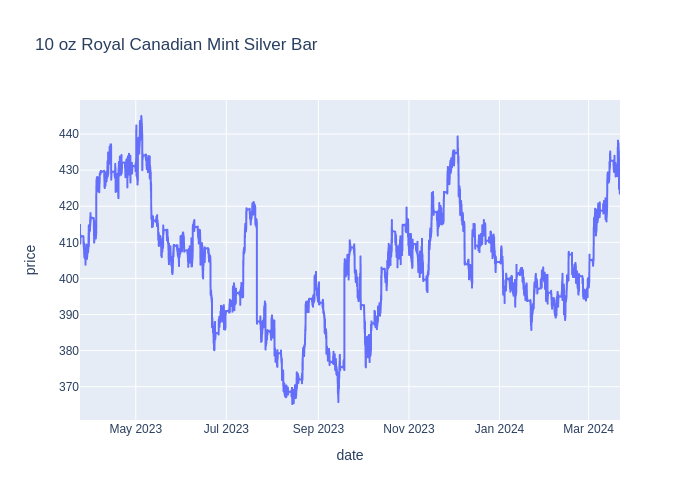 10 oz Royal Canadian Mint Silver Bar
440
430
420
410
400
390
380
370
price
May 2023
Jul 2023
Sep 2023
Nov 2023
Jan 2024
Mar 2024
date